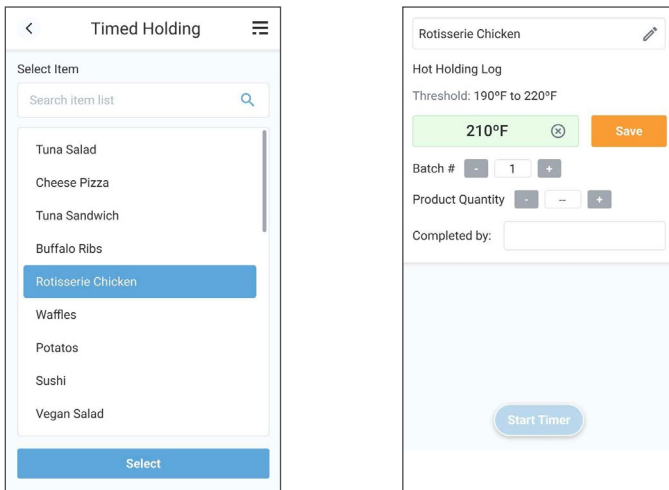 Timed Holding
Select Item
Search item list
Tuna Salad
Cheese Pizza
Tuna Sandwich
Buffalo Ribs
Rotisserie Chicken
Waffles
Potatos
Sushi
Vegan Salad
Select
Rotisserie Chicken
Hot Holding Log
Threshold: 190ºF to 220ºF
210ºF Save
Batch # - 1 +
Product Quantity - -- +
Completed by:
Start Timer